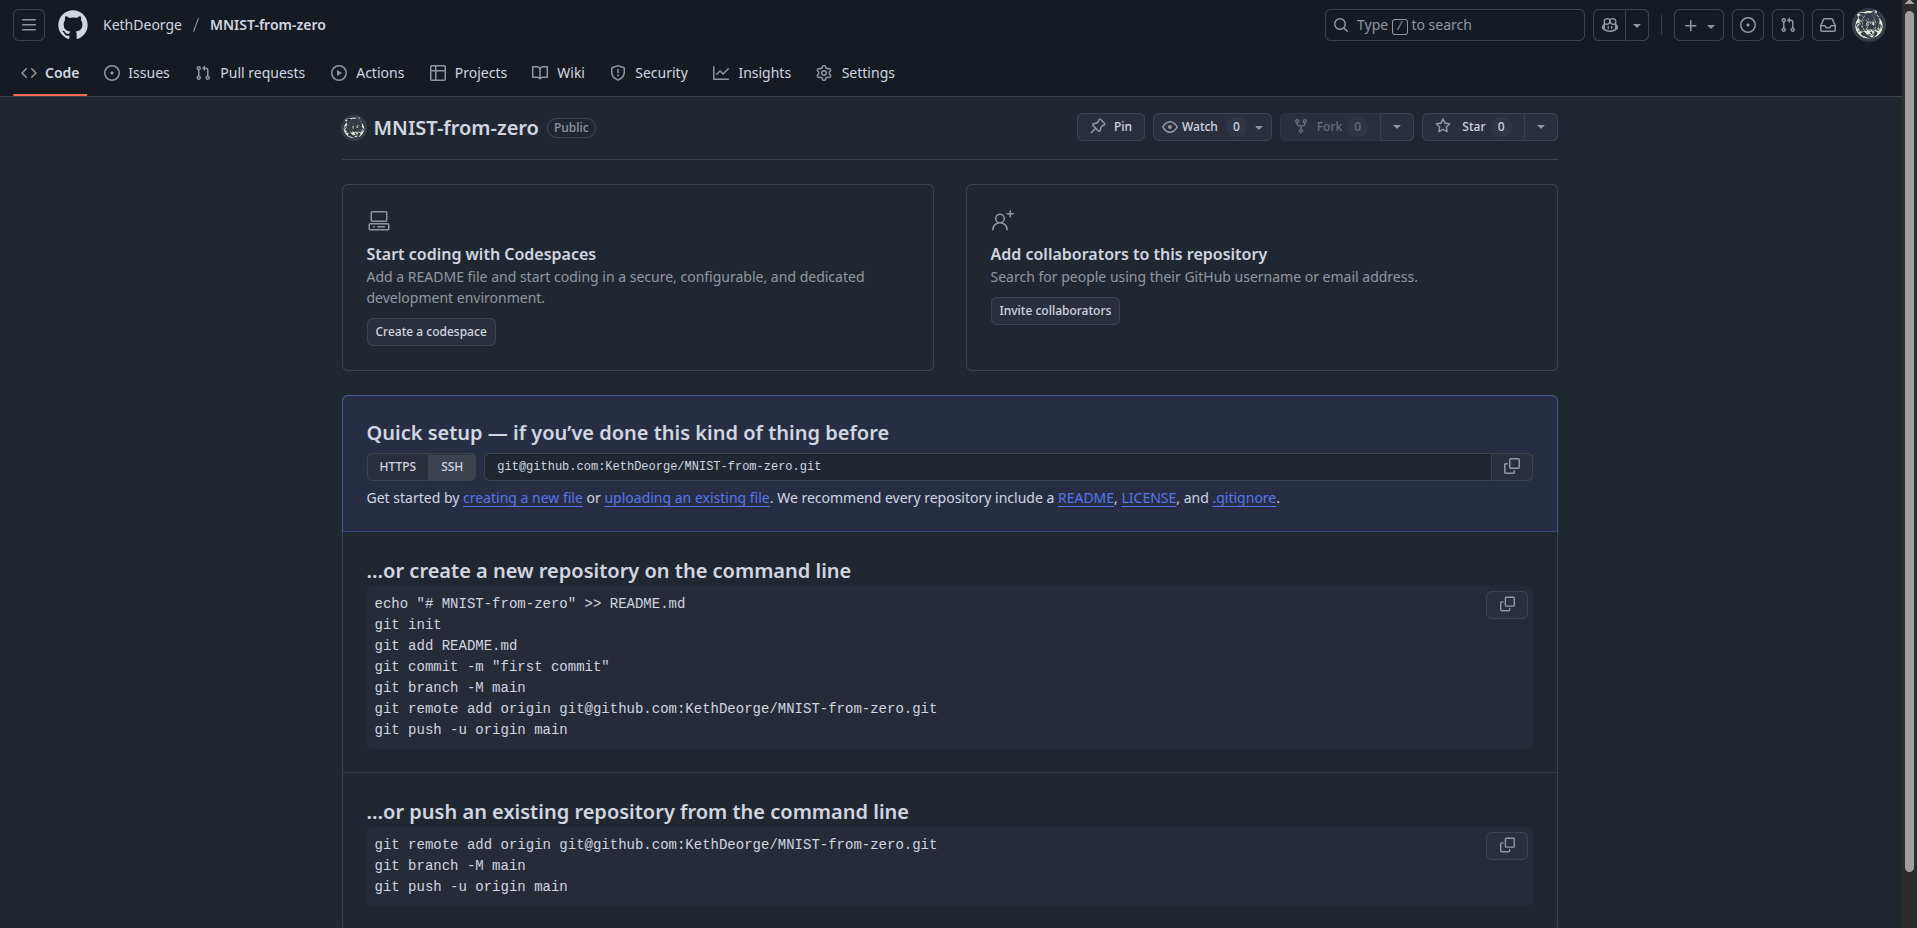 KethDeorge / MNIST-from-zero
Type / to search
Code Issues Pull requests Actions Projects Wiki Security Insights Settings
MNIST-from-zero Public
Pin Watch 0 Fork 0 Star 0
Start coding with Codespaces
Add a README file and start coding in a secure, configurable, and dedicated
development environment.
Create a codespace
Add collaborators to this repository
Search for people using their GitHub username or email address.
Invite collaborators
Quick setup — if you’ve done this kind of thing before
HTTPS SSH git@github.com:KethDeorge/MNIST-from-zero.git
Get started by creating a new file or uploading an existing file. We recommend every repository include a README, LICENSE, and .gitignore.
…or create a new repository on the command line
echo "# MNIST-from-zero" >> README.md
git init
git add README.md
git commit -m "first commit"
git branch -M main
git remote add origin git@github.com:KethDeorge/MNIST-from-zero.git
git push -u origin main
…or push an existing repository from the command line
git remote add origin git@github.com:KethDeorge/MNIST-from-zero.git
git branch -M main
git push -u origin main